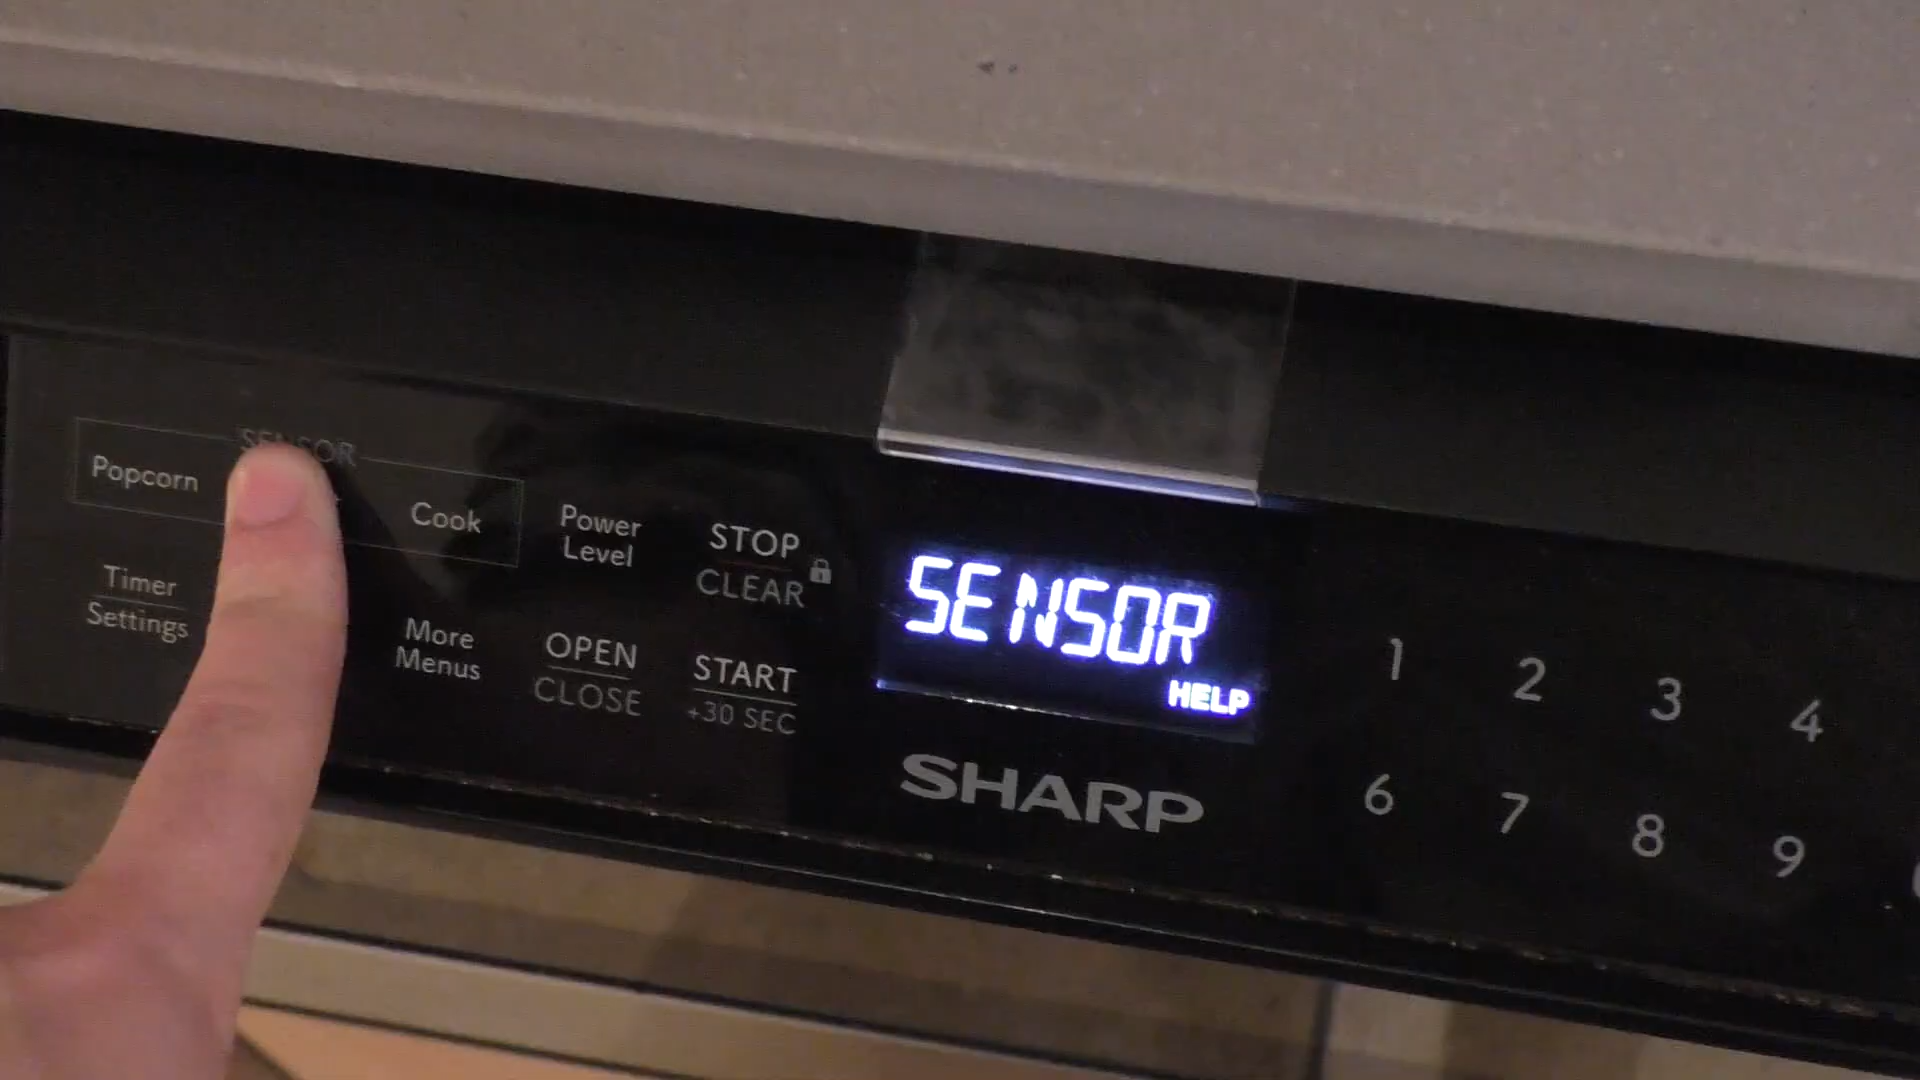 SENSOR
Popcorn
Cook
Power
Level
STOP
CLEAR
Timer
Settings
More
Menus
OPEN
CLOSE
START
+30 SEC
SENSOR
HELP
SHARP
1 2 3 4
6 7 8 9